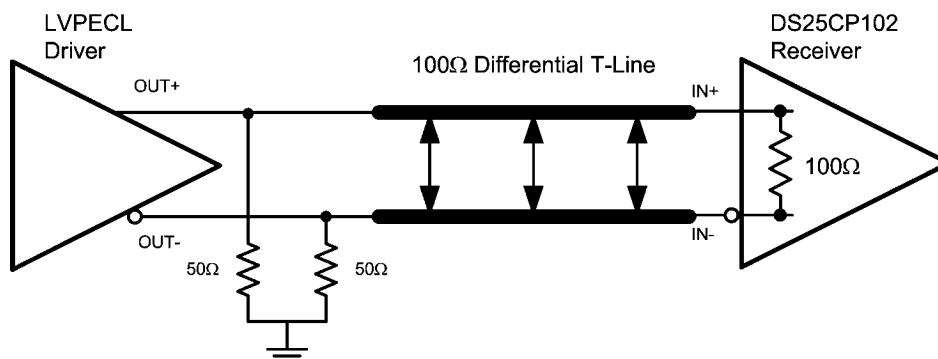 LVPECL
Driver
DS25CP102
Receiver
100Ω Differential T-Line
OUT+
IN+
100Ω
OUT-
IN-
50Ω
50Ω